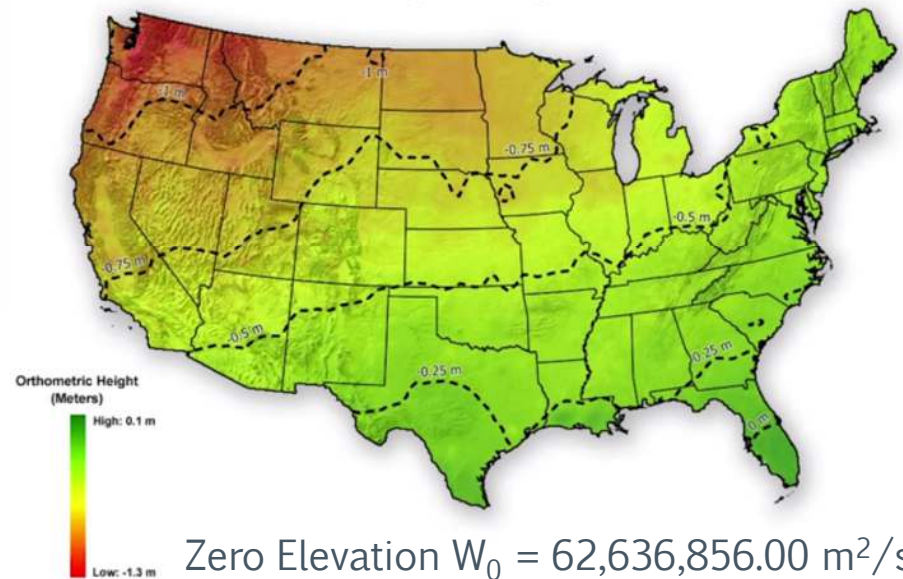 -1 m
-1 m
-0.75 m
-0.5 m
-0.75 m
-0.5 m
-0.25 m
-0.25 m
0 m
Orthometric Height
(Meters)
High: 0.1 m
Low: -1.3 m
Zero Elevation W₀ = 62,636,856.00 m²/s